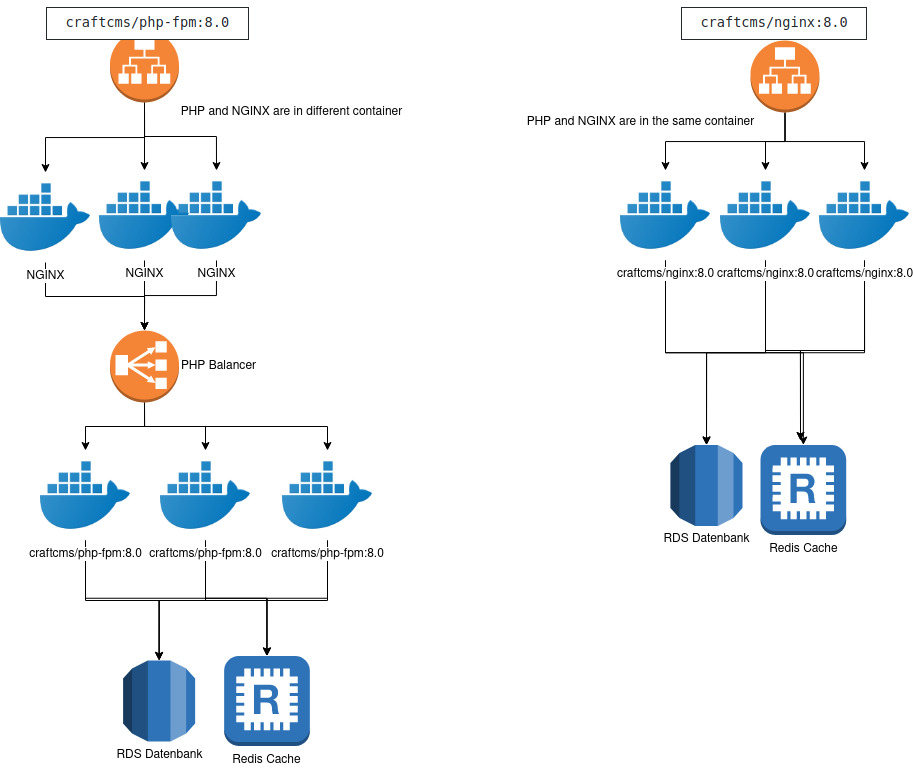 craftcms/php-fpm:8.0
PHP and NGINX are in different container
NGINX
NGINX
NGINX
PHP Balancer
craftcms/php-fpm:8.0
craftcms/php-fpm:8.0
craftcms/php-fpm:8.0
RDS Datenbank
R
Redis Cache
craftcms/nginx:8.0
PHP and NGINX are in the same container
craftcms/nginx:8.0
craftcms/nginx:8.0
craftcms/nginx:8.0
RDS Datenbank
R
Redis Cache